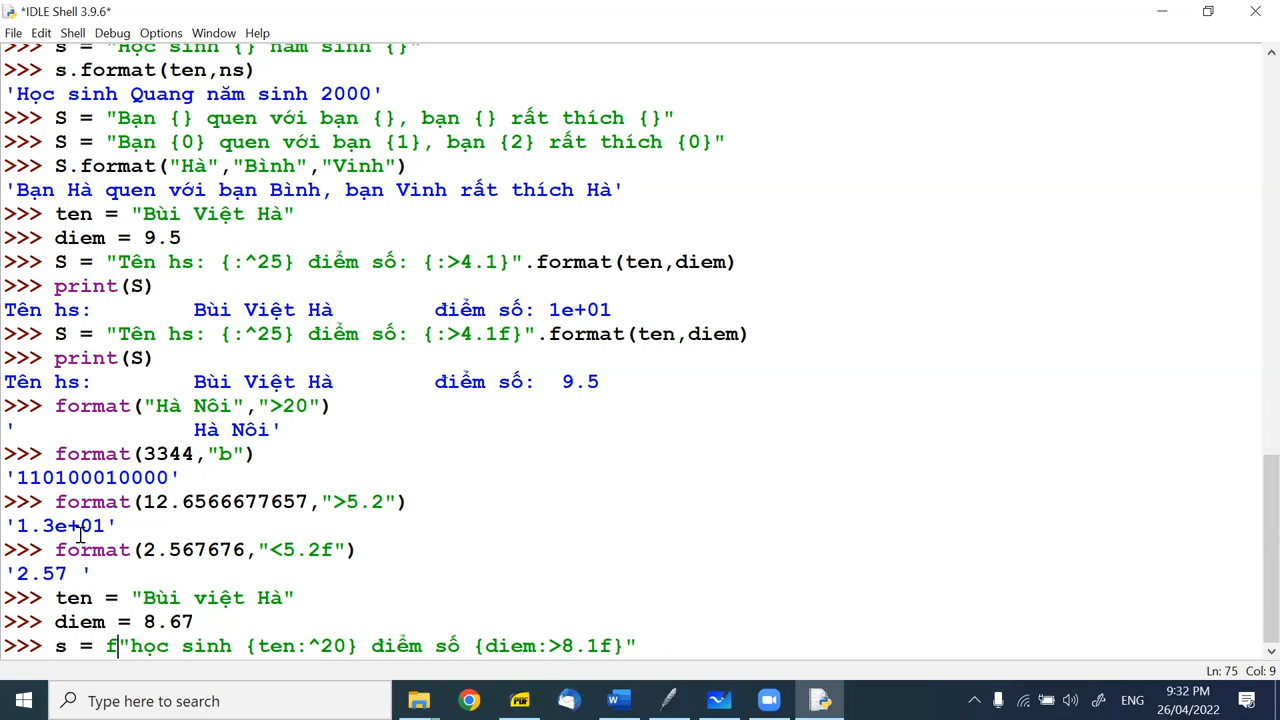 *IDLE Shell 3.9.6*
File Edit Shell Debug Options Window Help
>>> s = "Học sinh {} năm sinh {}"
>>> s.format(ten,ns)
'Học sinh Quang năm sinh 2000'
>>> S = "Bạn {} quen với bạn {}, bạn {} rất thích {}"
>>> S = "Bạn {0} quen với bạn {1}, bạn {2} rất thích {0}"
>>> S.format("Hà","Bình","Vinh")
'Bạn Hà quen với bạn Bình, bạn Vinh rất thích Hà'
>>> ten = "Bùi Việt Hà"
>>> diem = 9.5
>>> S = "Tên hs: {:^25} điểm số: {:>4.1}".format(ten,diem)
>>> print(S)
Tên hs:        Bùi Việt Hà        điểm số: 1e+01
>>> S = "Tên hs: {:^25} điểm số: {:>4.1f}".format(ten,diem)
>>> print(S)
Tên hs:        Bùi Việt Hà        điểm số:  9.5
>>> format("Hà Nôi",">20")
'              Hà Nôi'
>>> format(3344,"b")
'110100010000'
>>> format(12.6566677657,">5.2")
'1.3e+01'
>>> format(2.567676,"<5.2f")
'2.57 '
>>> ten = "Bùi việt Hà"
>>> diem = 8.67
>>> s = f"học sinh {ten:^20} điểm số {diem:>8.1f}"
Ln: 75 Col: 9
Type here to search
PDF
W
ENG
9:32 PM
26/04/2022